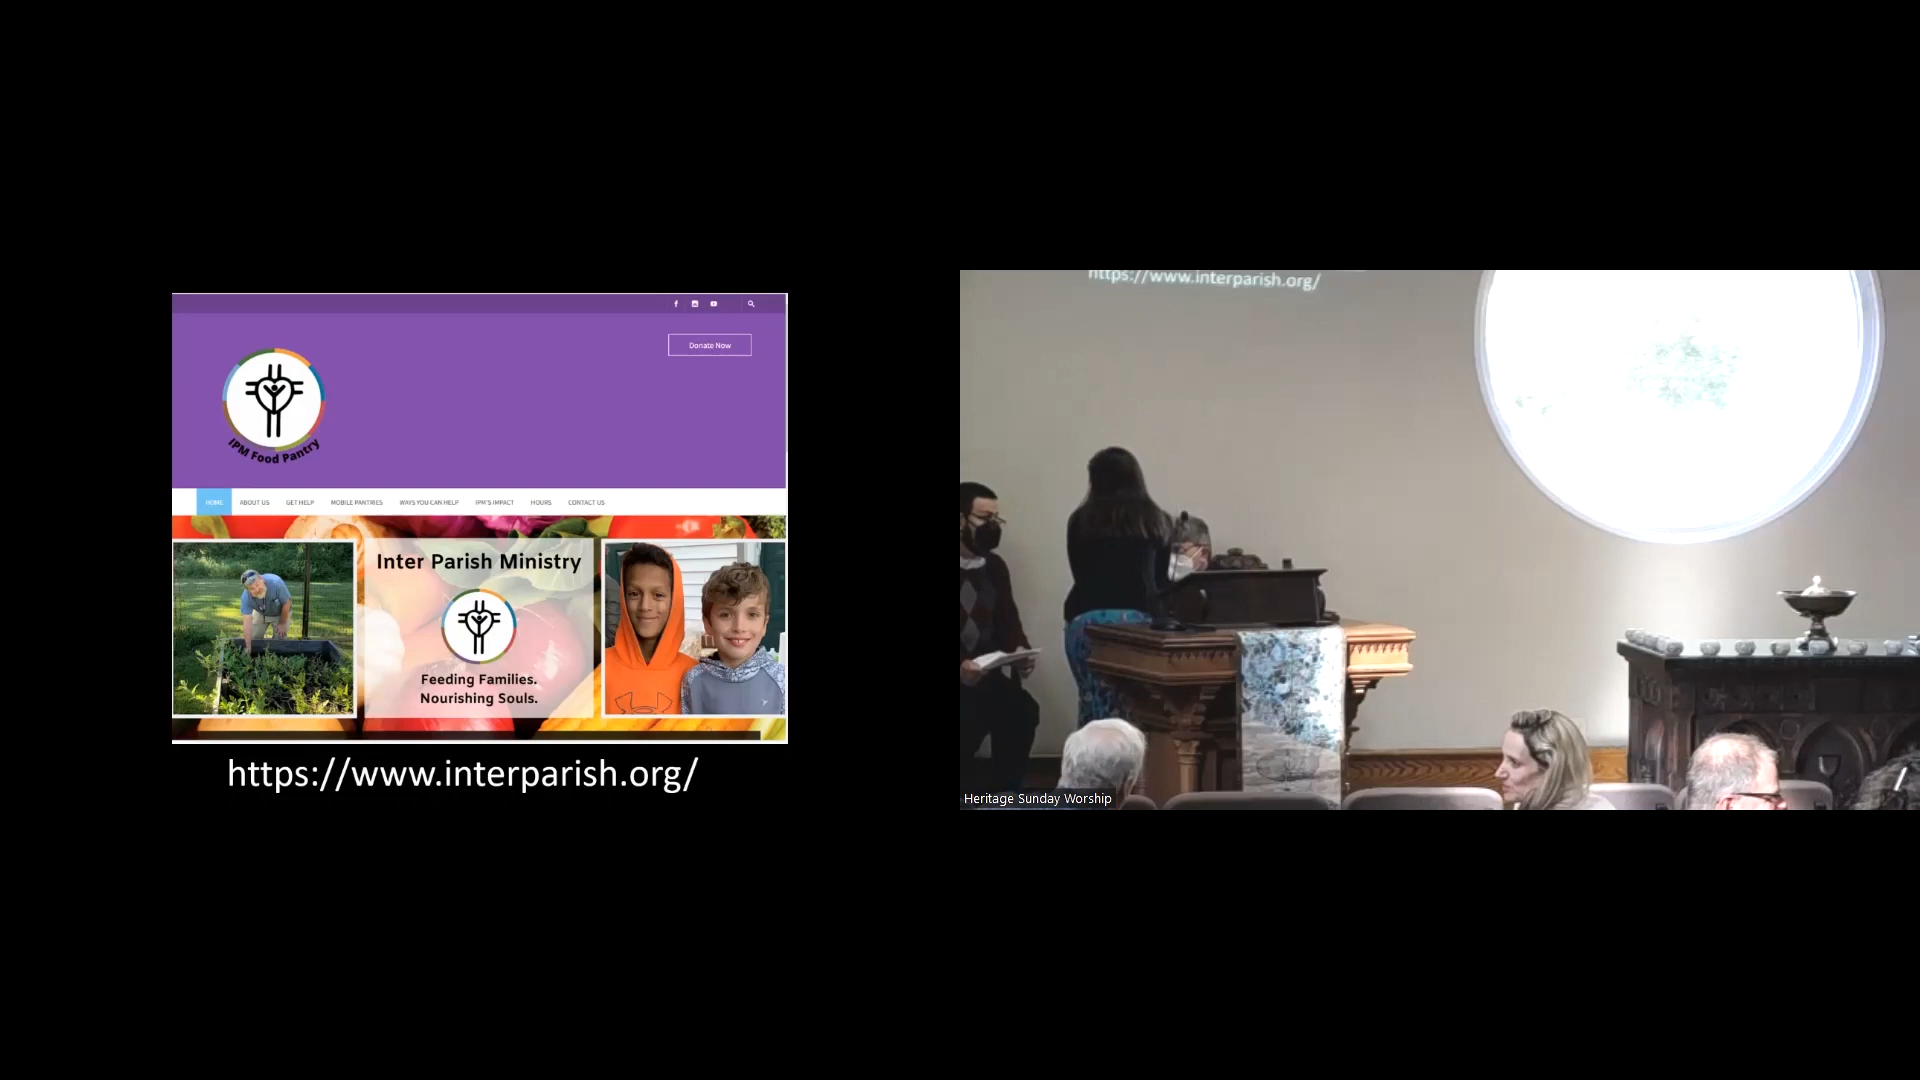 Donate Now
IPM Food Pantry
HOME ABOUT US GET HELP MOBILE PANTRIES WAYS YOU CAN HELP IPM'S IMPACT HOURS CONTACT US
Inter Parish Ministry
Feeding Families.
Nourishing Souls.
https://www.interparish.org/
https://www.interparish.org/
Heritage Sunday Worship